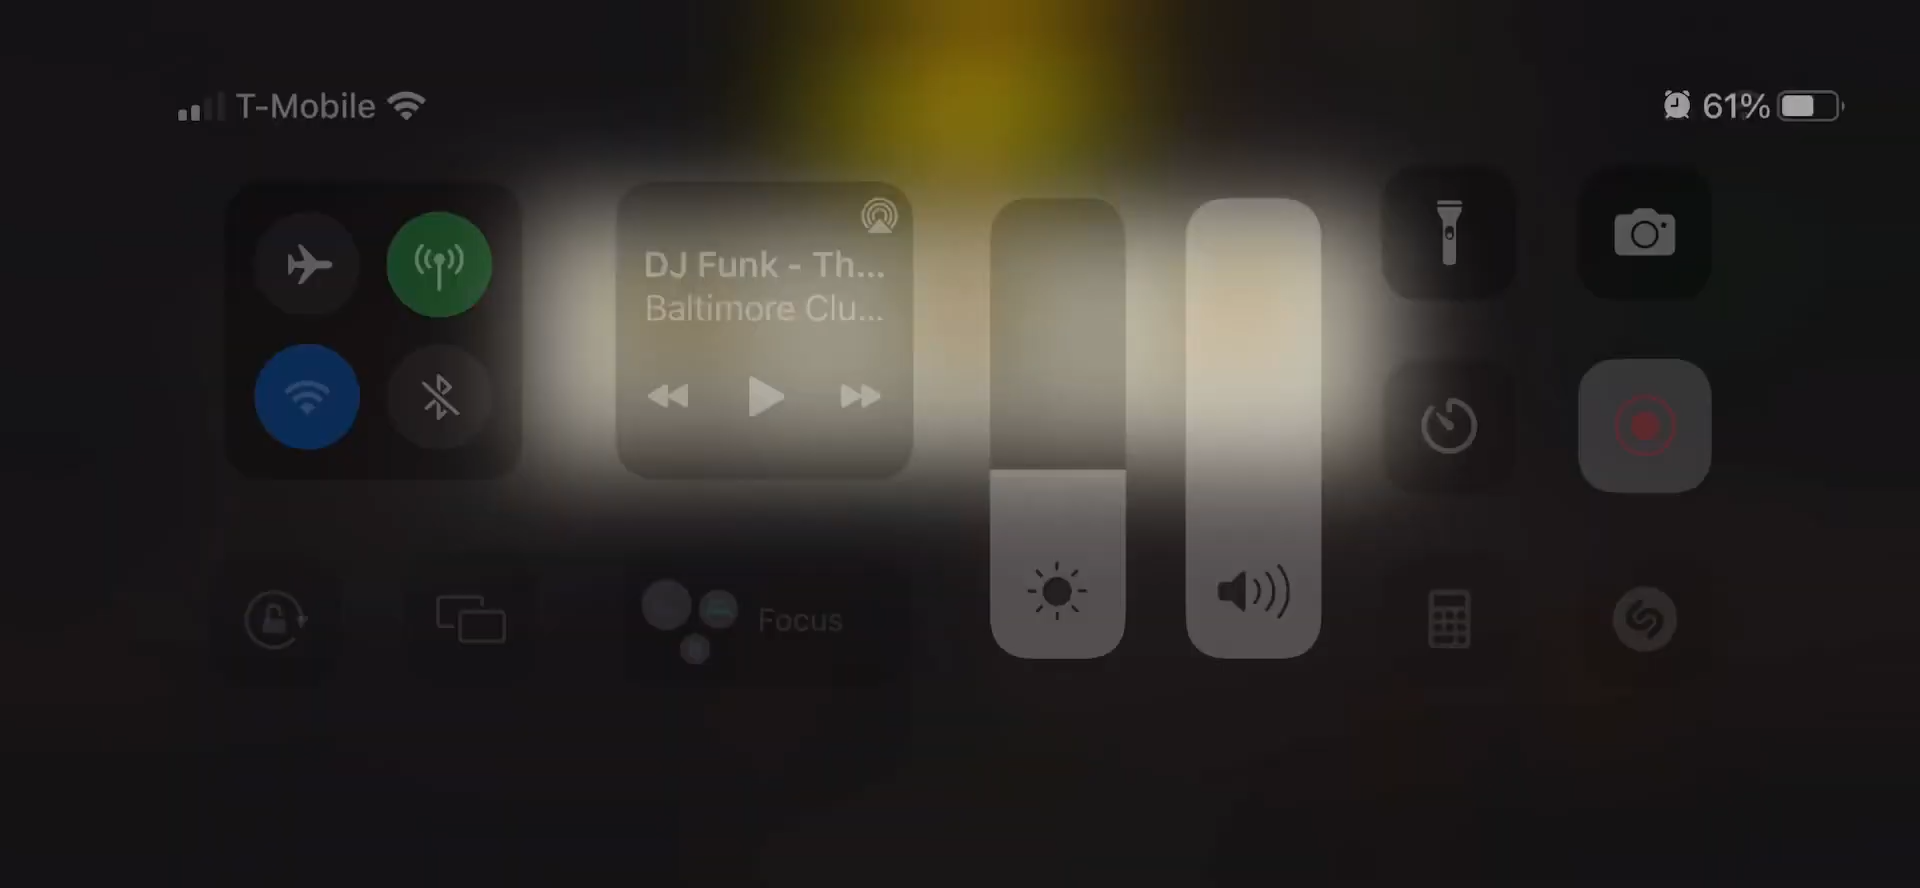 T-Mobile
61%
DJ Funk - Th...
Baltimore Clu...
Focus